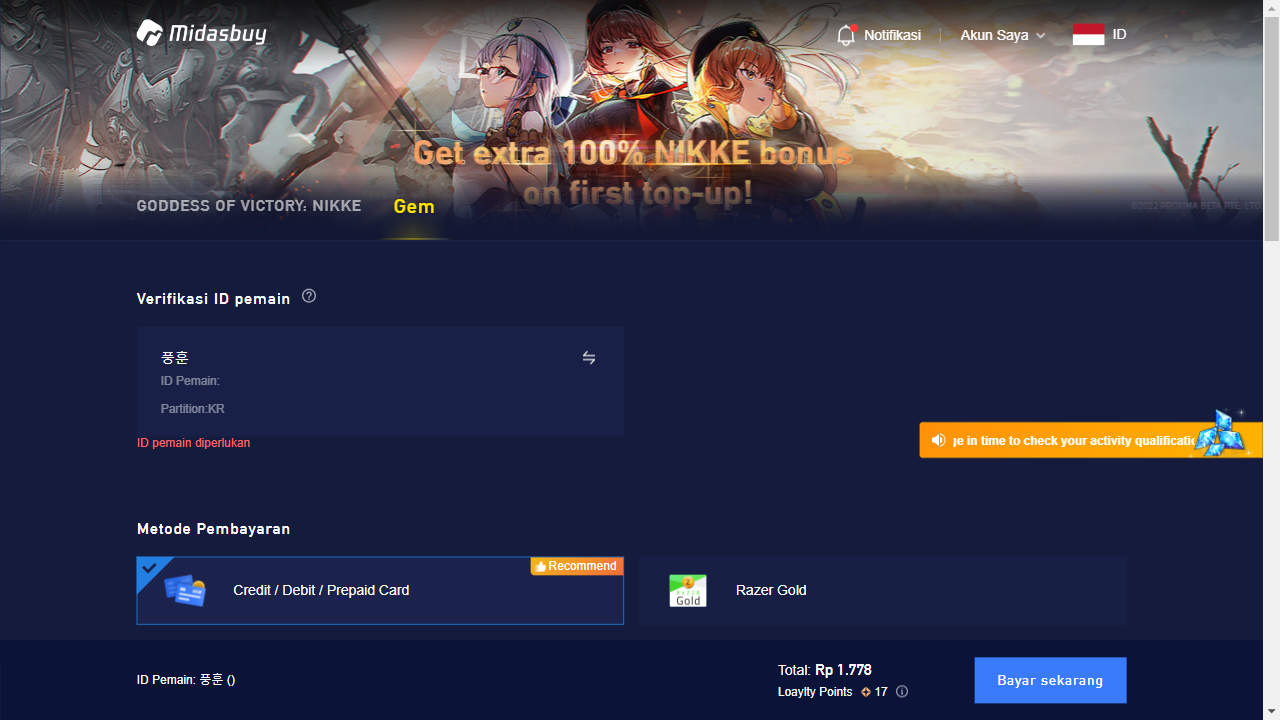 Midasbuy
Notifikasi
Akun Saya
ID
Get extra 100% NIKKE bonus
on first top-up!
GODDESS OF VICTORY: NIKKE
Gem
©2022 PROXIMA BETA PTE. LTD
Verifikasi ID pemain
풍훈
ID Pemain:
Partition:KR
ID pemain diperlukan
in time to check your activity
Metode Pembayaran
Recommend
Credit / Debit / Prepaid Card
RAZER
Gold
Razer Gold
ID Pemain: 풍훈 ()
Total: Rp 1.778
Loaylty Points 17
Bayar sekarang